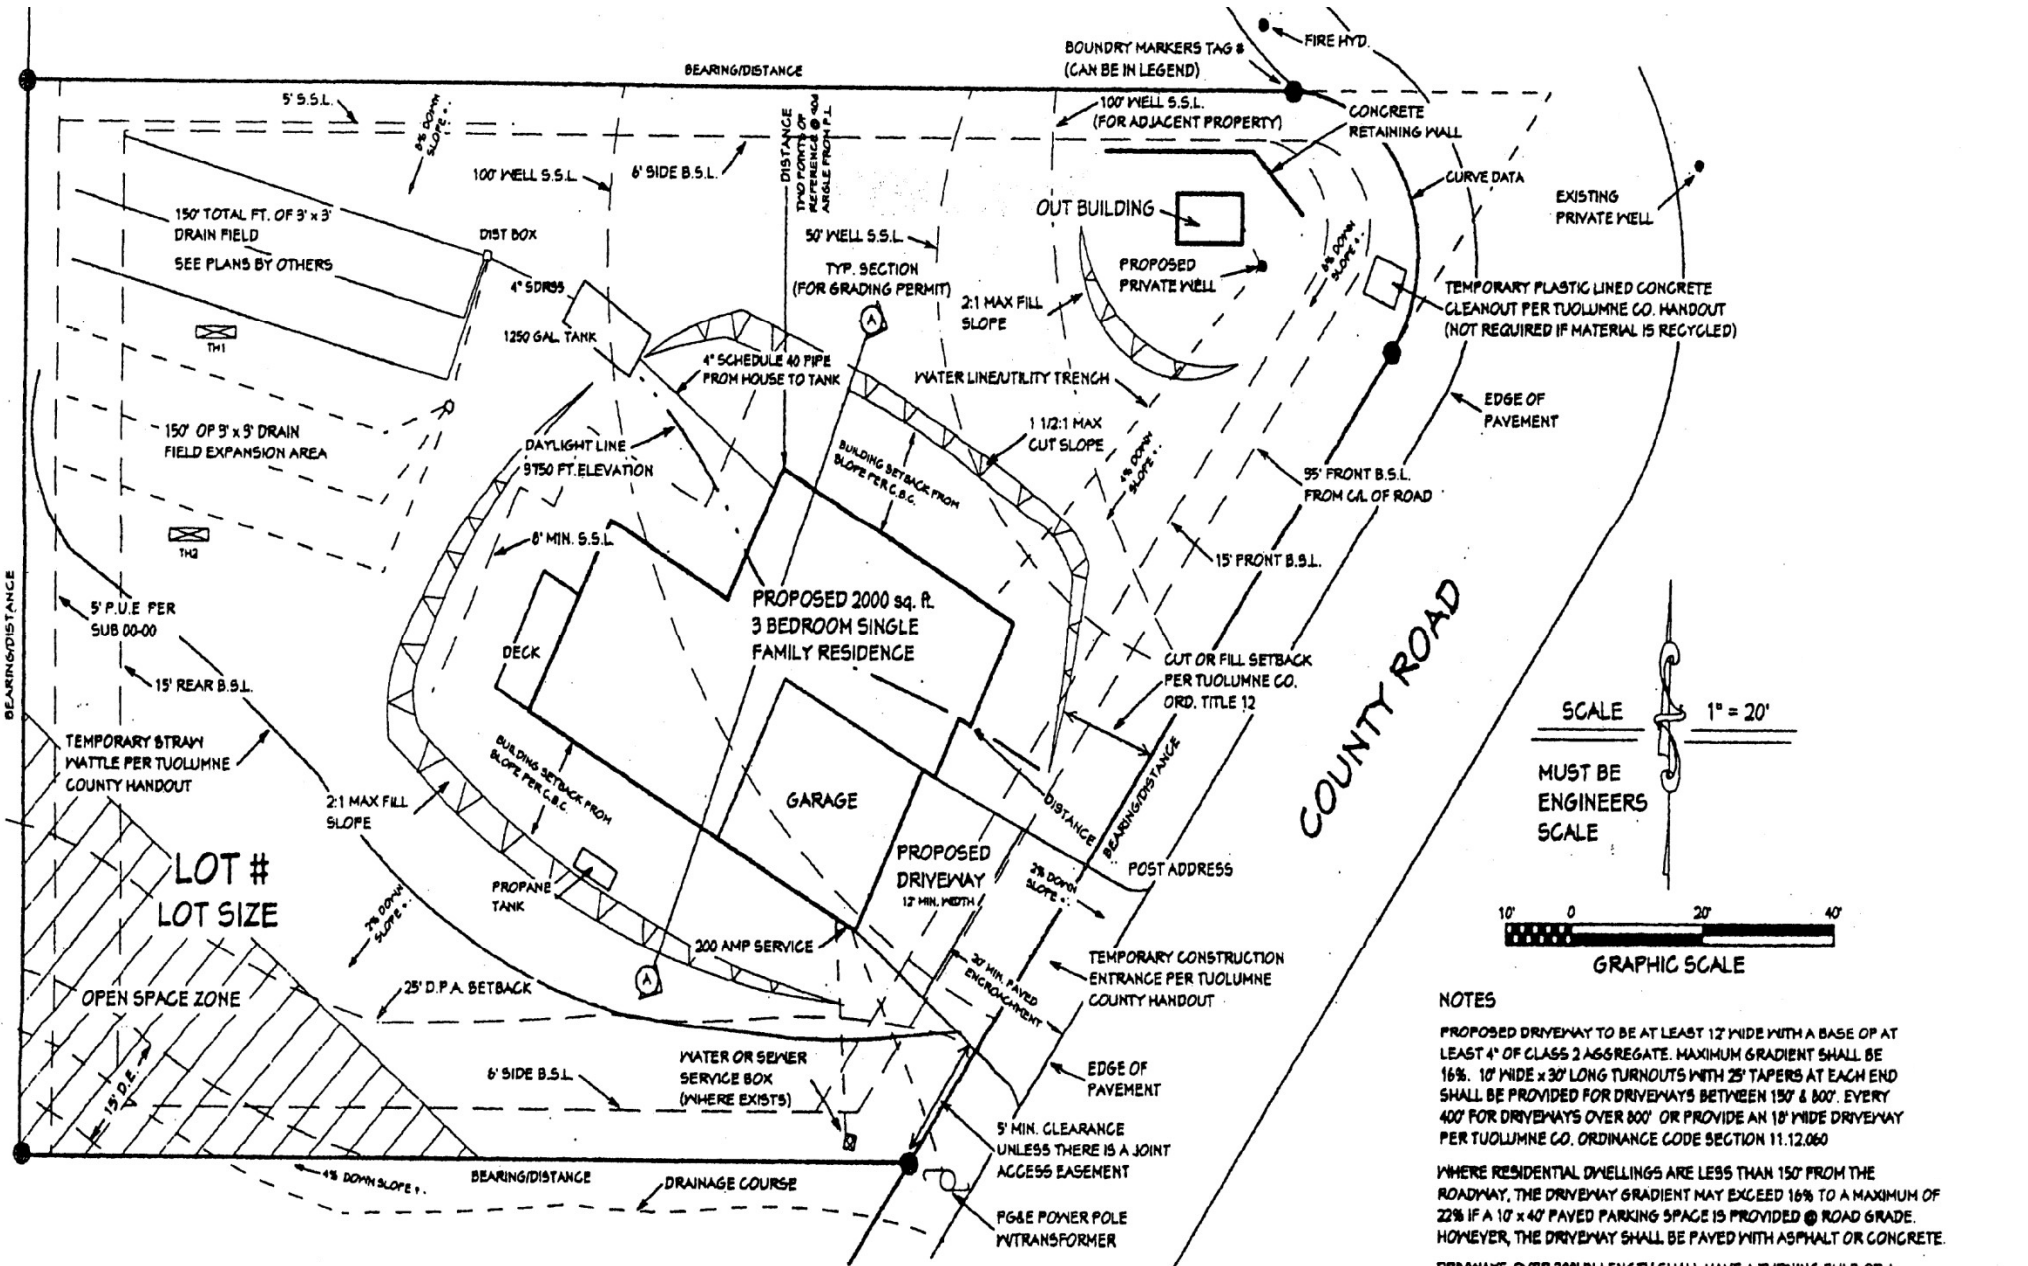 FIRE HYD.
BOUNDRY MARKERS TAG #
(CAN BE IN LEGEND)
BEARING/DISTANCE
5' S.S.L.
8% DOWN
SLOPE
100' WELL S.S.L.
(FOR ADJACENT PROPERTY)
CONCRETE
RETAINING WALL
DISTANCE
TWO POINTS OF
REFERENCE @ 90d
ANGLE FROM P.L.
100' WELL S.S.L.
6' SIDE B.S.L.
CURVE DATA
EXISTING
PRIVATE WELL
150' TOTAL FT. OF 3' x 3'
DRAIN FIELD
SEE PLANS BY OTHERS
DIST BOX
OUT BUILDING
50' WELL S.S.L.
TYP. SECTION
(FOR GRADING PERMIT)
A
PROPOSED
PRIVATE WELL
SLOPE
4" SDR35
1250 GAL. TANK
2:1 MAX FILL
SLOPE
TEMPORARY PLASTIC LINED CONCRETE
CLEANOUT PER TUOLUMNE CO. HANDOUT
(NOT REQUIRED IF MATERIAL IS RECYCLED)
TH1
4" SCHEDULE 40 PIPE
FROM HOUSE TO TANK
WATER LINE/UTILITY TRENCH
EDGE OF
PAVEMENT
150' OF 3' x 3' DRAIN
FIELD EXPANSION AREA
DAYLIGHT LINE
3750 FT. ELEVATION
BUILDING SETBACK FROM
SLOPE PER C.B.C.
1 1/2:1 MAX
CUT SLOPE
4% DOWN
SLOPE
55' FRONT B.S.L.
FROM C/L OF ROAD
TH2
8' MIN. S.S.L
15' FRONT B.S.L.
5' P.U.E PER
SUB 00-00
PROPOSED 2000 sq. ft.
3 BEDROOM SINGLE
FAMILY RESIDENCE
DECK
COUNTY ROAD
BEARING/DISTANCE
15' REAR B.S.L.
CUT OR FILL SETBACK
PER TUOLUMNE CO.
ORD. TITLE 12
SCALE
1" = 20'
MUST BE
ENGINEERS
SCALE
TEMPORARY STRAW
WATTLE PER TUOLUMNE
COUNTY HANDOUT
2:1 MAX FILL
SLOPE
BUILDING SETBACK FROM
SLOPE PER C.B.C.
GARAGE
DISTANCE
BEARING/DISTANCE
LOT #
LOT SIZE
PROPOSED
DRIVEWAY
12' MIN. WIDTH
2% DOWN
SLOPE
POST ADDRESS
PROPANE
TANK
2% DOWN
SLOPE
200 AMP SERVICE
10' 0 20' 40'
GRAPHIC SCALE
A
25' D.P.A. SETBACK
20' MIN. PAVED
ENCROACHMENT
TEMPORARY CONSTRUCTION
ENTRANCE PER TUOLUMNE
COUNTY HANDOUT
OPEN SPACE ZONE
15' D.E.
6' SIDE B.S.L
WATER OR SEWER
SERVICE BOX
(WHERE EXISTS)
EDGE OF
PAVEMENT
5' MIN. CLEARANCE
UNLESS THERE IS A JOINT
ACCESS EASEMENT
4% DOWN SLOPE
BEARING/DISTANCE
DRAINAGE COURSE
PG&E POWER POLE
W/TRANSFORMER
NOTES
PROPOSED DRIVEWAY TO BE AT LEAST 12' WIDE WITH A BASE OF AT
LEAST 4" OF CLASS 2 AGGREGATE. MAXIMUM GRADIENT SHALL BE
16%. 10' WIDE x 30' LONG TURNOUTS WITH 25' TAPERS AT EACH END
SHALL BE PROVIDED FOR DRIVEWAYS BETWEEN 150' & 800'. EVERY
400' FOR DRIVEWAYS OVER 800' OR PROVIDE AN 18' WIDE DRIVEWAY
PER TUOLUMNE CO. ORDINANCE CODE SECTION 11.12.060
WHERE RESIDENTIAL DWELLINGS ARE LESS THAN 150' FROM THE
ROADWAY, THE DRIVEWAY GRADIENT MAY EXCEED 16% TO A MAXIMUM OF
22% IF A 10' x 40' PAVED PARKING SPACE IS PROVIDED @ ROAD GRADE.
HOWEVER, THE DRIVEWAY SHALL BE PAVED WITH ASPHALT OR CONCRETE.